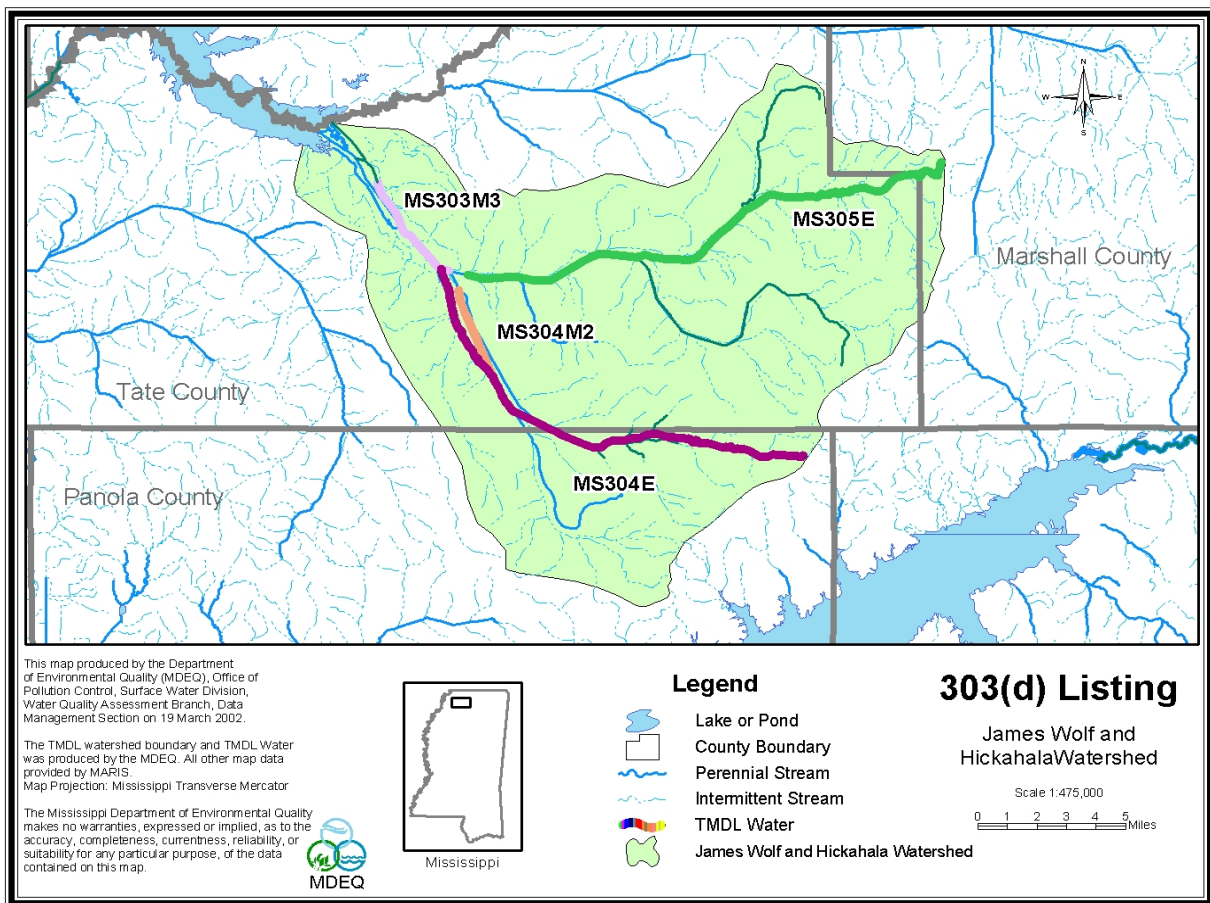 N
W E
S
MS303M3
MS305E
Marshall County
MS304M2
Tate County
MS304E
Panola County
This map produced by the Department
of Environmental Quality (MDEQ), Office of
Pollution Control, Surface Water Division,
Water Quality Assessment Branch, Data
Management Section on 19 March 2002.
The TMDL watershed boundary and TMDL Water
was produced by the MDEQ. All other map data
provided by MARIS.
Map Projection: Mississippi Transverse Mercator
The Mississippi Department of Environmental Quality
makes no warranties, expressed or implied, as to the
accuracy, completeness, currentness, reliability, or
suitability for any particular purpose, of the data
contained on this map.
MDEQ
Mississippi
Legend
Lake or Pond
County Boundary
Perennial Stream
Intermittent Stream
TMDL Water
James Wolf and Hickahala Watershed
303(d) Listing
James Wolf and
HickahalaWatershed
Scale 1:475,000
0 1 2 3 4 5 Miles